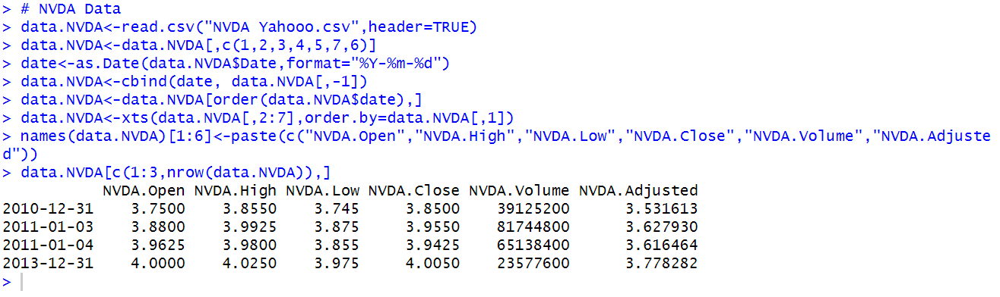 > # NVDA Data
> data.NVDA<-read.csv("NVDA Yahooo.csv",header=TRUE)
> data.NVDA<-data.NVDA[,c(1,2,3,4,5,7,6)]
> date<-as.Date(data.NVDA$Date,format="%Y-%m-%d")
> data.NVDA<-cbind(date, data.NVDA[,-1])
> data.NVDA<-data.NVDA[order(data.NVDA$date),]
> data.NVDA<-xts(data.NVDA[,2:7],order.by=data.NVDA[,1])
> names(data.NVDA)[1:6]<-paste(c("NVDA.Open","NVDA.High","NVDA.Low","NVDA.Close","NVDA.Volume","NVDA.Adjuste
d"))
> data.NVDA[c(1:3,nrow(data.NVDA)),]
           NVDA.Open NVDA.High NVDA.Low NVDA.Close NVDA.Volume NVDA.Adjusted
2010-12-31    3.7500    3.8550    3.745     3.8500    39125200      3.531613
2011-01-03    3.8800    3.9925    3.875     3.9550    81744800      3.627930
2011-01-04    3.9625    3.9800    3.855     3.9425    65138400      3.616464
2013-12-31    4.0000    4.0250    3.975     4.0050    23577600      3.778282
>